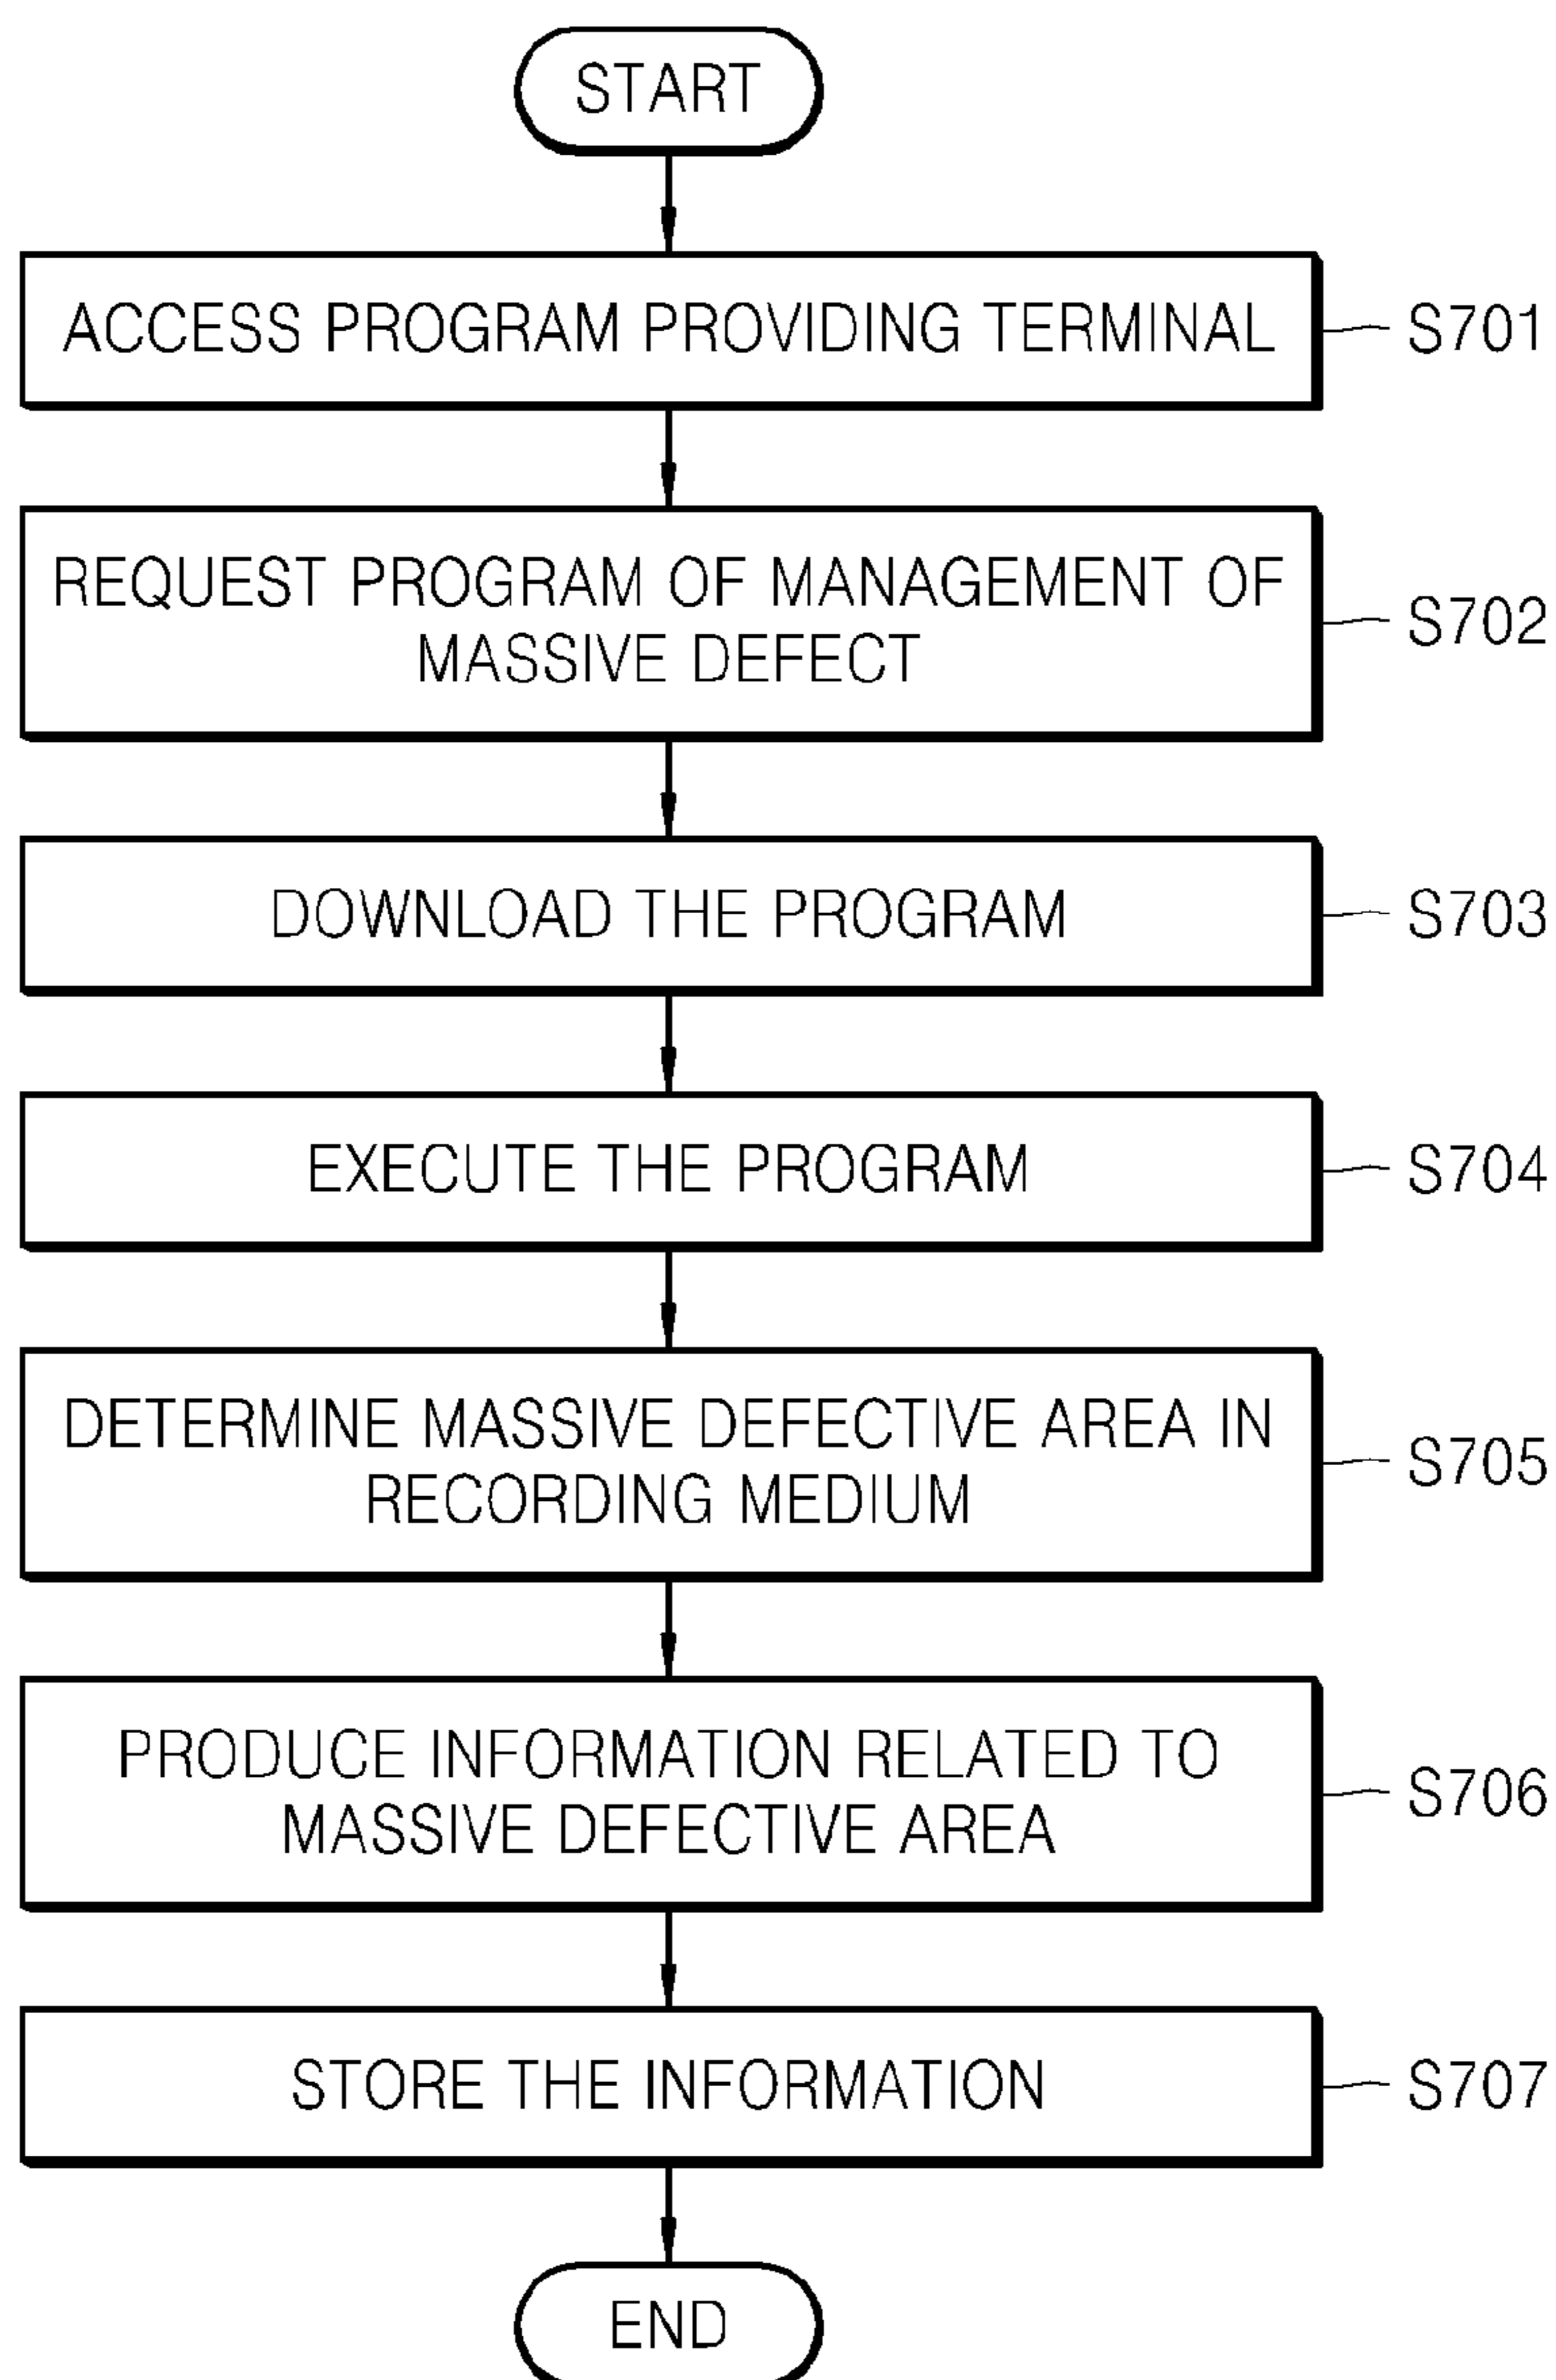 START
ACCESS PROGRAM PROVIDING TERMINAL
S701
REQUEST PROGRAM OF MANAGEMENT OF
MASSIVE DEFECT
S702
DOWNLOAD THE PROGRAM
S703
EXECUTE THE PROGRAM
S704
DETERMINE MASSIVE DEFECTIVE AREA IN
RECORDING MEDIUM
S705
PRODUCE INFORMATION RELATED TO
MASSIVE DEFECTIVE AREA
S706
STORE THE INFORMATION
S707
END